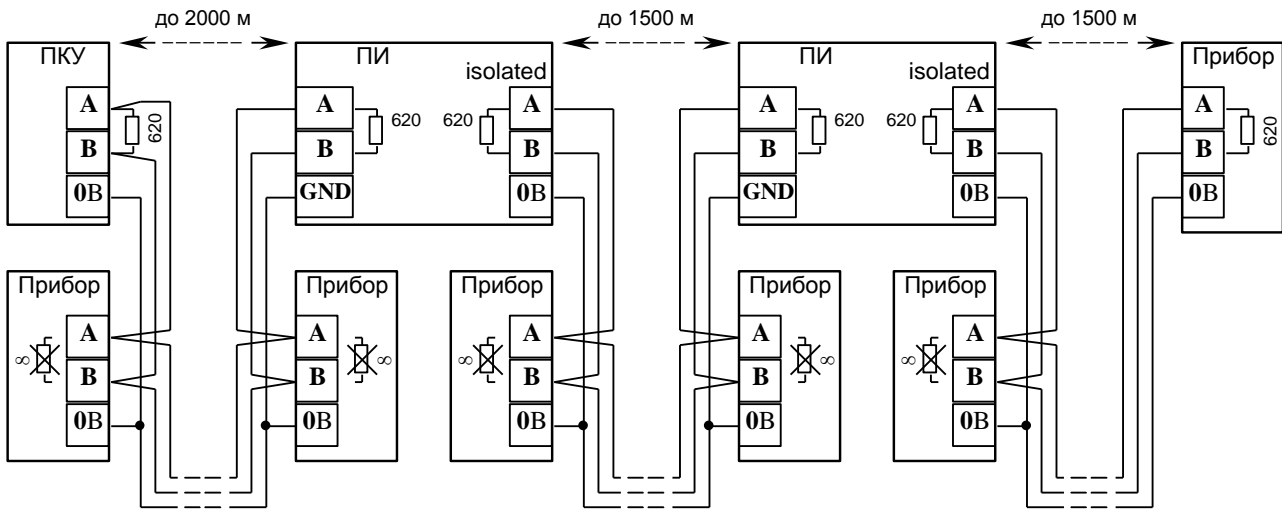 до 2000 м
до 1500 м
до 1500 м
ПКУ
A
B
0В
620
ПИ
isolated
A
B
GND
620
620
A
B
0В
ПИ
isolated
A
B
GND
620
620
A
B
0В
Прибор
A
B
0В
620
Прибор
∞
A
B
0В
Прибор
A
B
0В
∞
Прибор
∞
A
B
0В
Прибор
A
B
0В
∞
Прибор
∞
A
B
0В